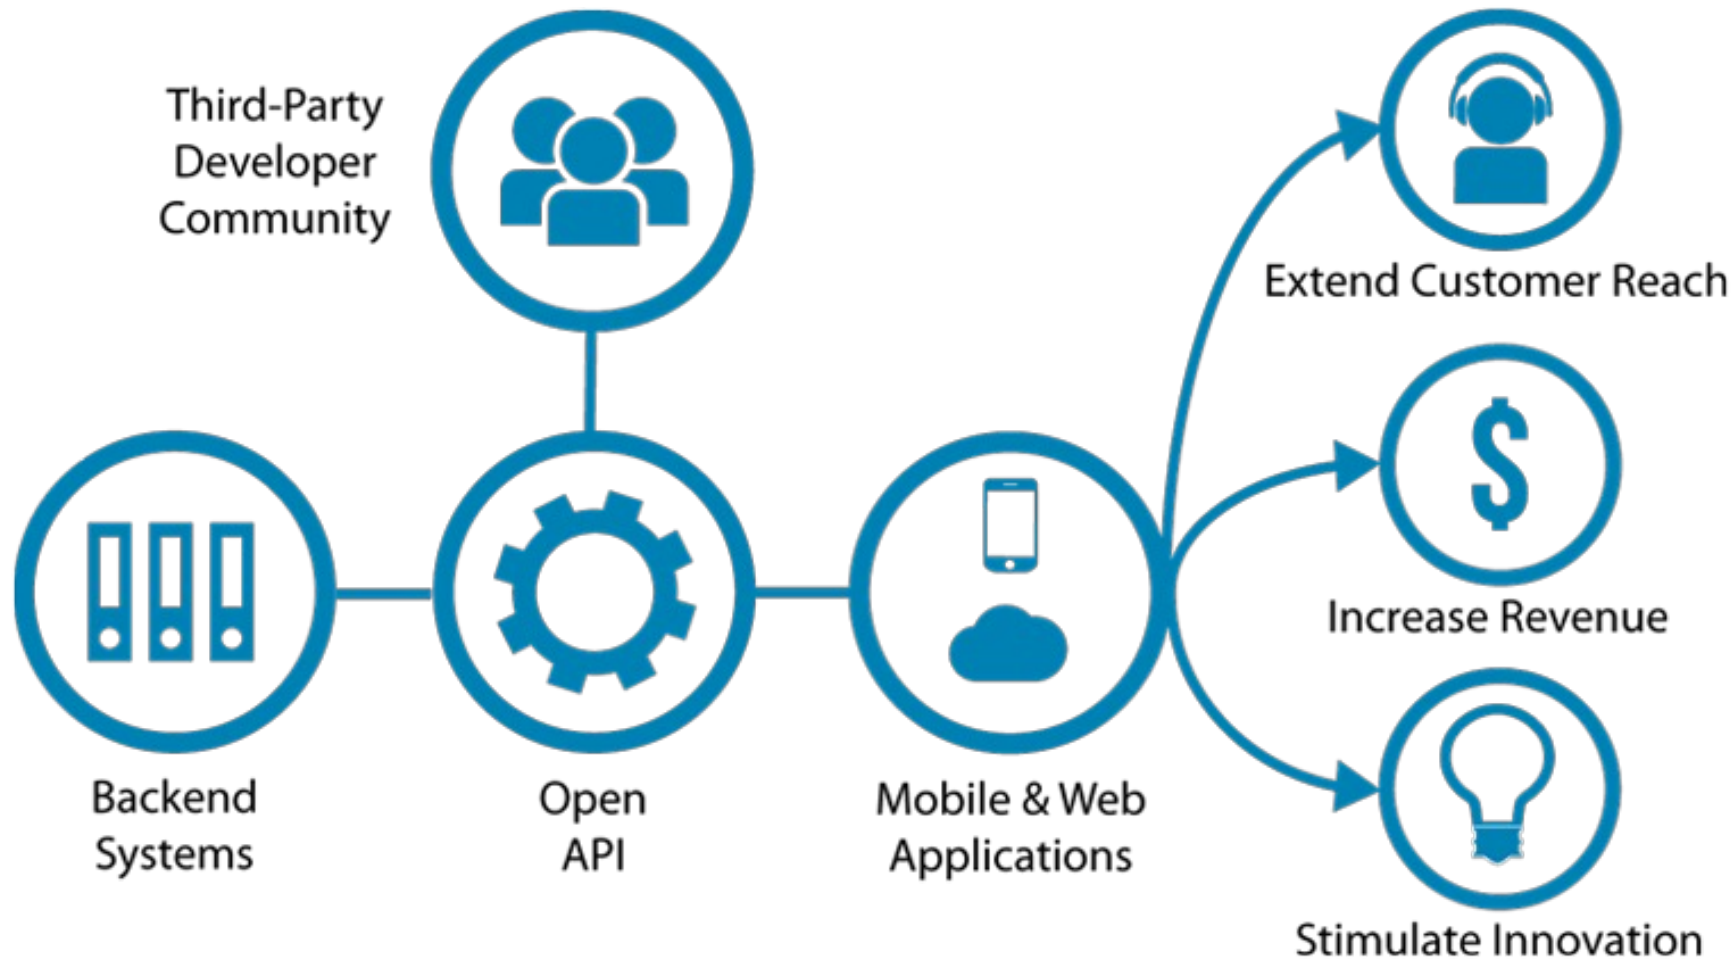 Third-Party
Developer
Community
Extend Customer Reach
Increase Revenue
Backend
Systems
Open
API
Mobile & Web
Applications
Stimulate Innovation